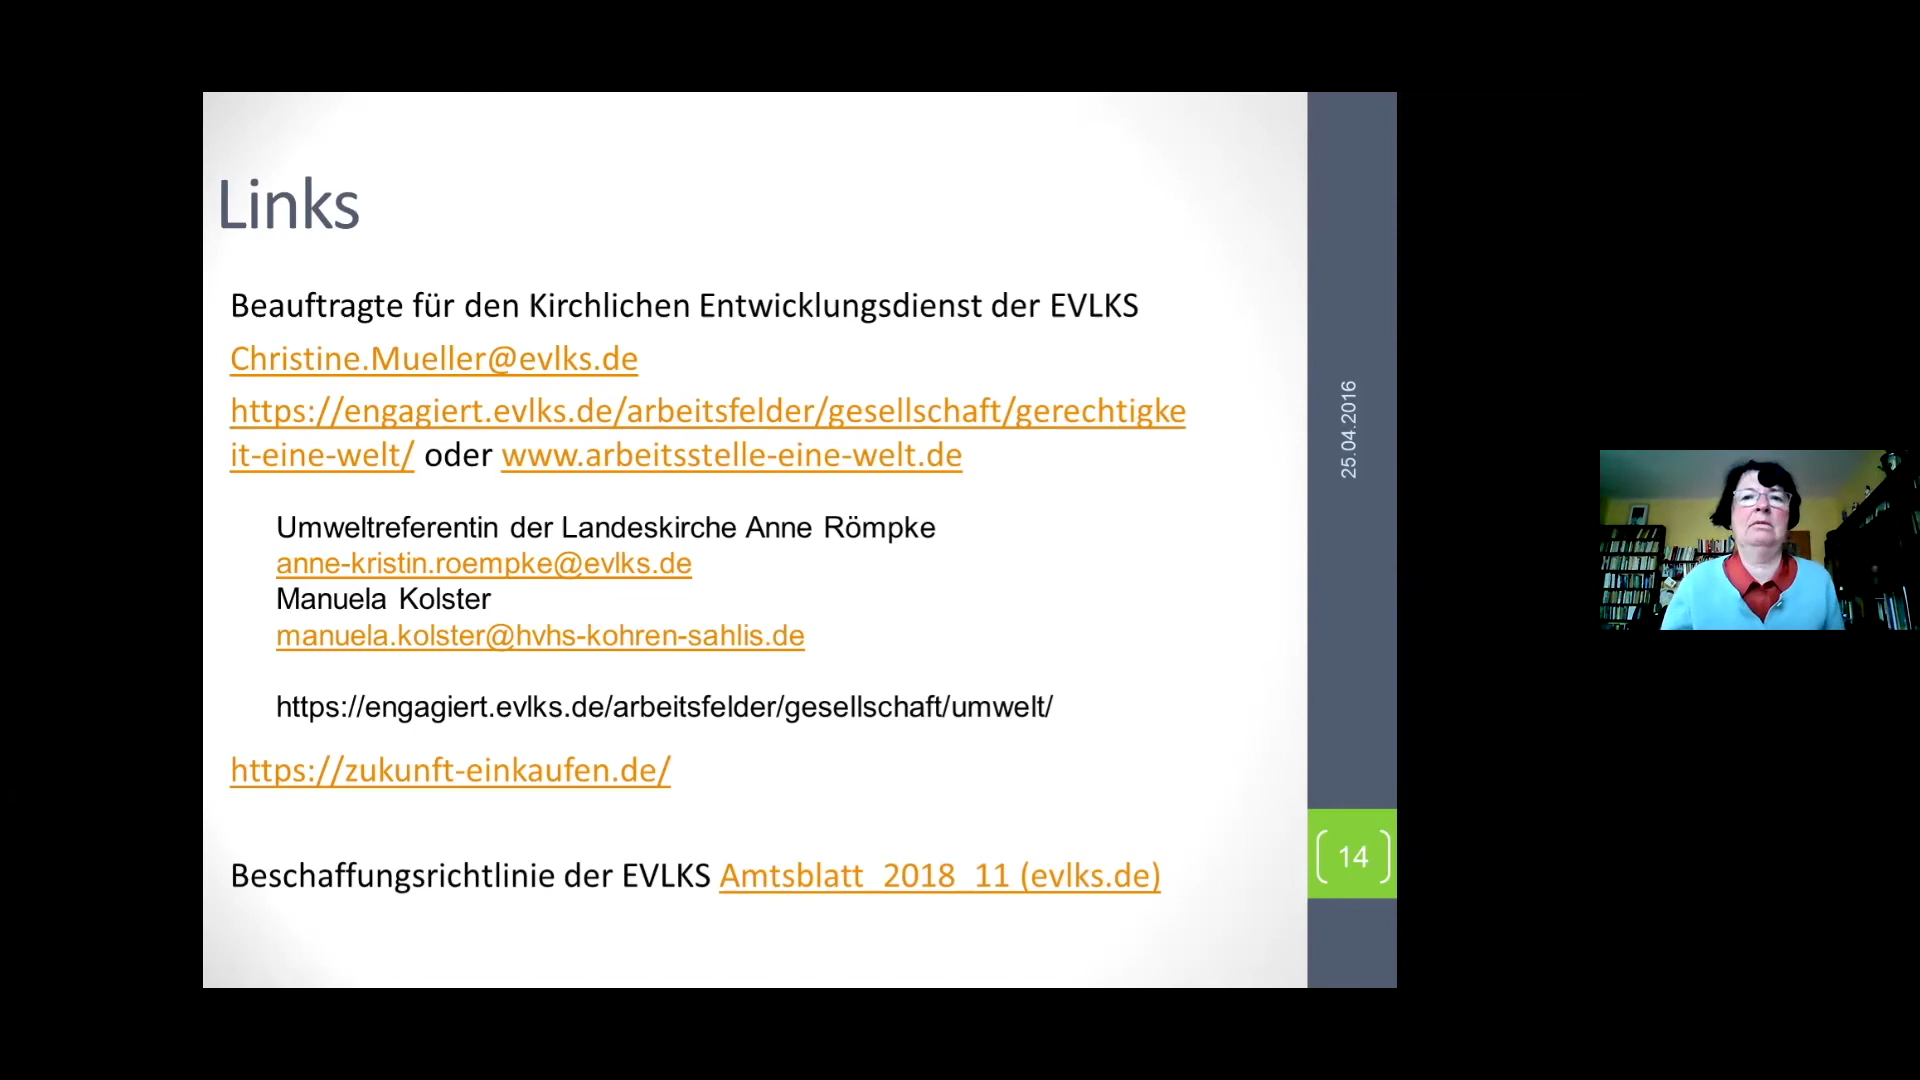 Links
Beauftragte für den Kirchlichen Entwicklungsdienst der EVLKS
Christine.Mueller@evlks.de
https://engagiert.evlks.de/arbeitsfelder/gesellschaft/gerechtigke
it-eine-welt/ oder www.arbeitsstelle-eine-welt.de
Umweltreferentin der Landeskirche Anne Römpke
anne-kristin.roempke@evlks.de
Manuela Kolster
manuela.kolster@hvhs-kohren-sahlis.de
https://engagiert.evlks.de/arbeitsfelder/gesellschaft/umwelt/
https://zukunft-einkaufen.de/
Beschaffungsrichtlinie der EVLKS Amtsblatt_2018_11 (evlks.de)
25.04.2016
14